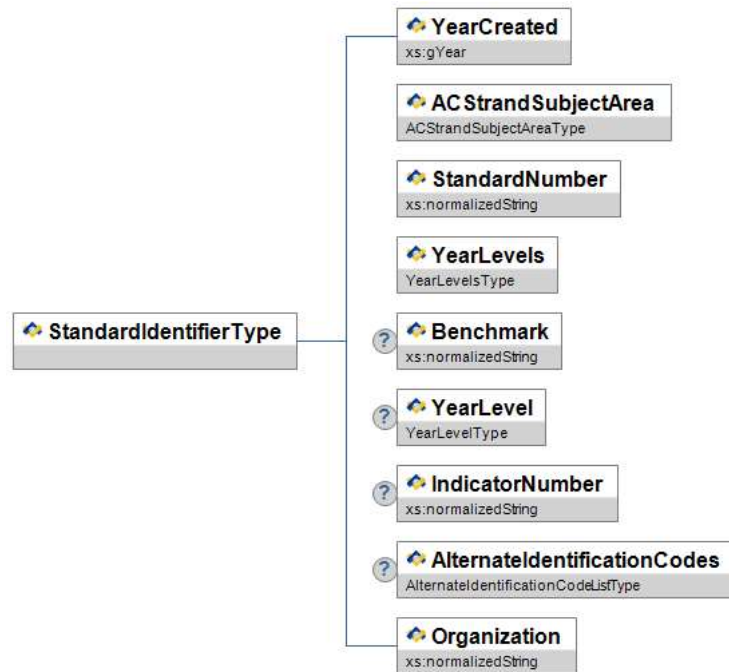 YearCreated
xs:gYear
ACStrandSubjectArea
ACStrandSubjectAreaType
StandardNumber
xs:normalizedString
YearLevels
YearLevelsType
StandardIdentifierType
?
Benchmark
xs:normalizedString
?
YearLevel
YearLevelType
?
IndicatorNumber
xs:normalizedString
?
AlternateIdentificationCodes
AlternateIdentificationCodeListType
Organization
xs:normalizedString